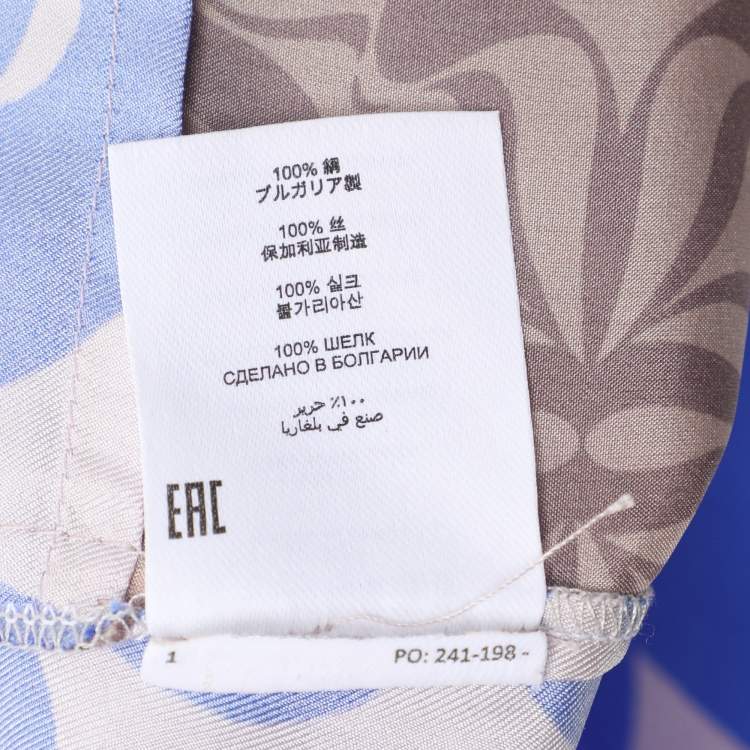 100% 絹
ブルガリア製
100% 丝
保加利亚制造
100% 실크
불가리아산
100% ШЕЛК
СДЕЛАНО В БОЛГАРИИ
١٠٠٪ حرير
صنع في بلغاريا
EAC
1 PO: 241-198 -